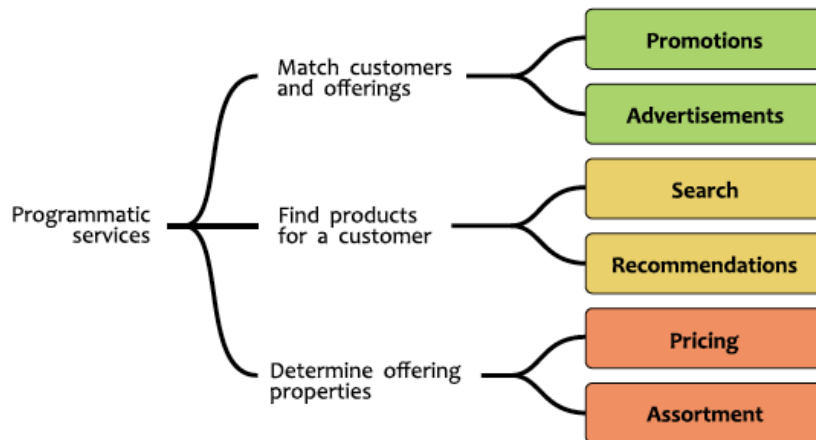 Programmatic
services
Match customers
and offerings
Promotions
Advertisements
Find products
for a customer
Search
Recommendations
Determine offering
properties
Pricing
Assortment